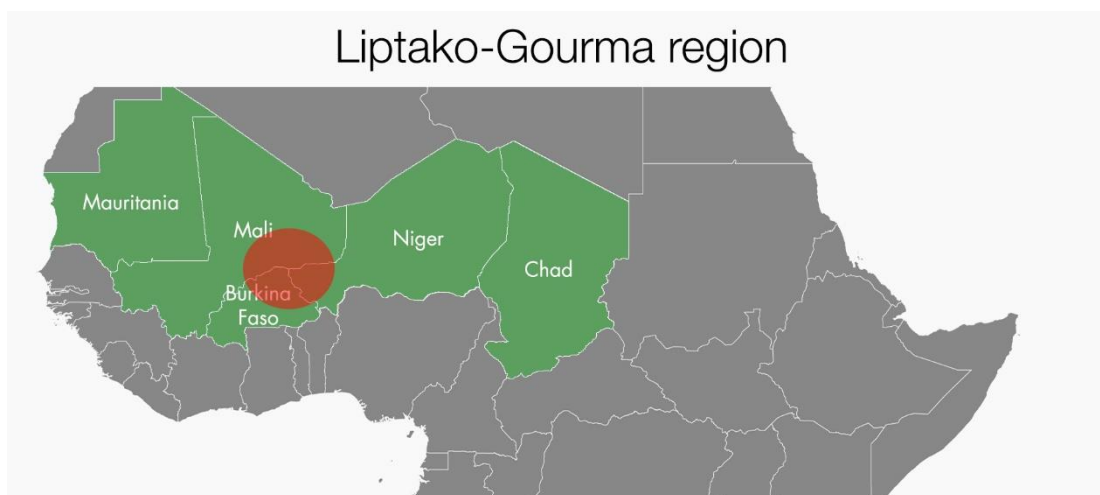 Liptako-Gourma region
Mauritania
Mali
Niger
Chad
Burkina
Faso